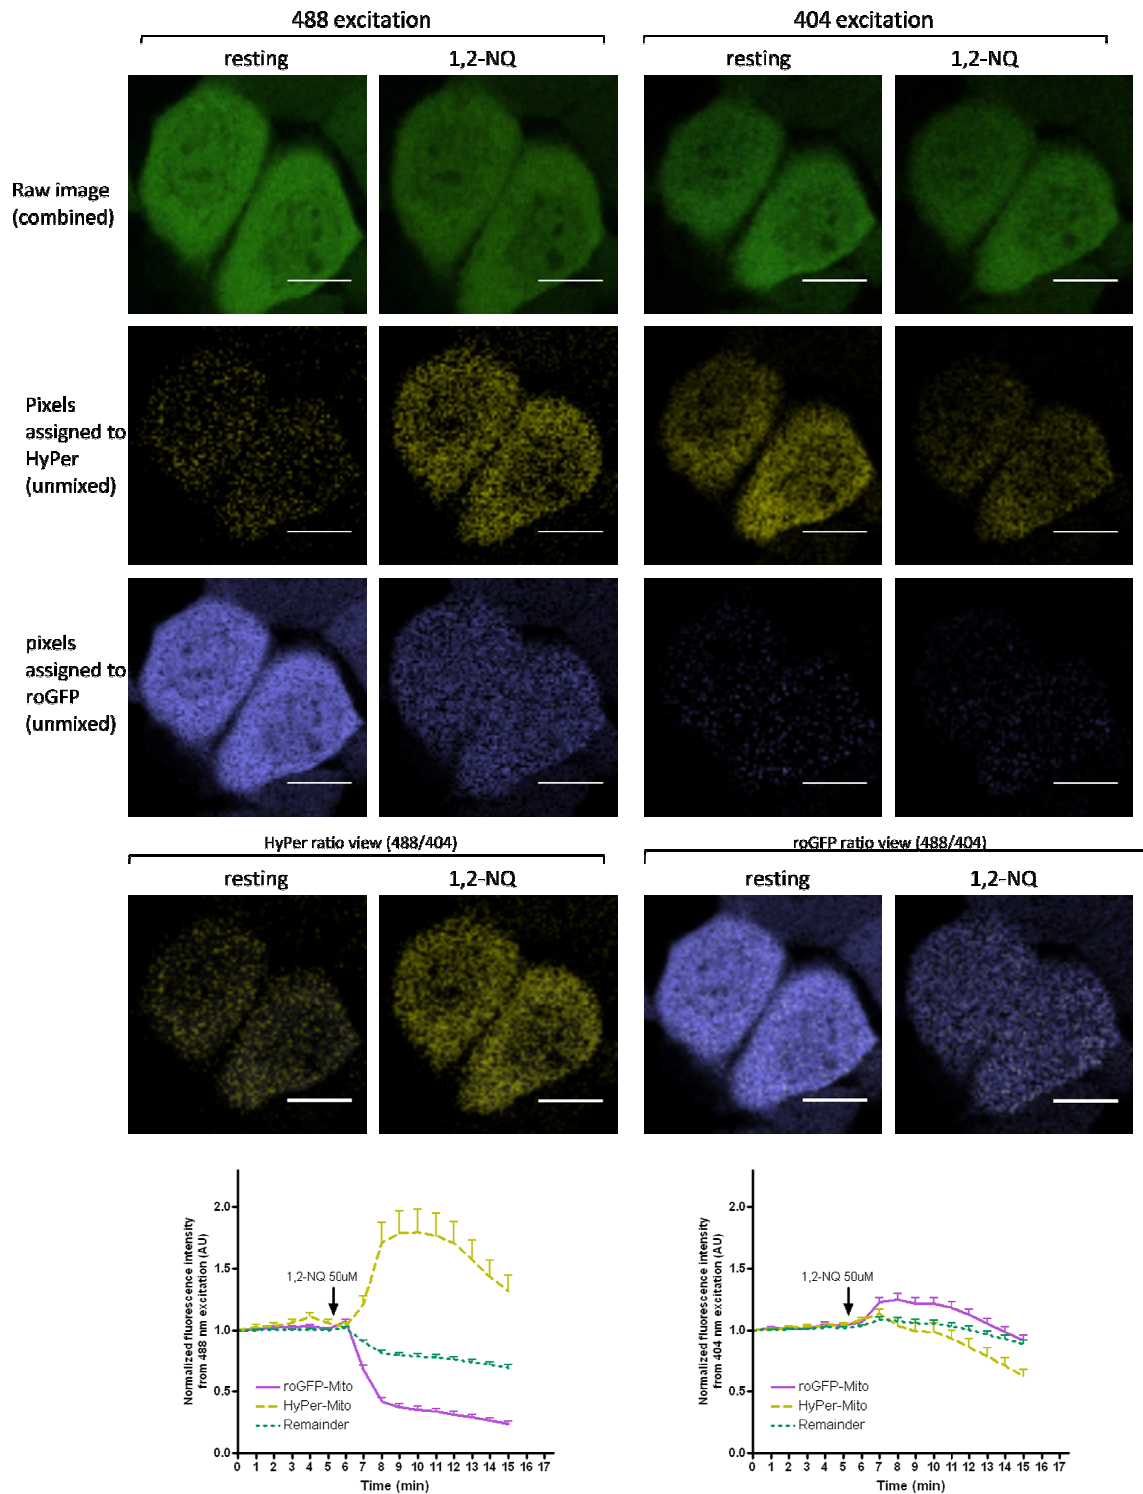 488 excitation
404 excitation
resting
1,2-NQ
resting
1,2-NQ
Raw image
(combined)
Pixels
assigned to
HyPer
(unmixed)
pixels
assigned to
roGFP
(unmixed)
HyPer ratio view (488/404)
roGFP ratio view (488/404)
resting
1,2-NQ
resting
1,2-NQ
Normalized fluorescence intensity
from 488 nm excitation (AU)
2.0
1.5
1.0
0.5
0.0
1,2-NQ 50uM
roGFP-Mito
HyPer-Mito
Remainder
0 1 2 3 4 5 6 7 8 9 10 11 12 13 14 15 16 17
Time (min)
Normalized fluorescence intensity
from 404 nm excitation (AU)
2.0
1.5
1.0
0.5
0.0
1,2-NQ 50uM
roGFP-Mito
HyPer-Mito
Remainder
0 1 2 3 4 5 6 7 8 9 10 11 12 13 14 15 16 17
Time (min)